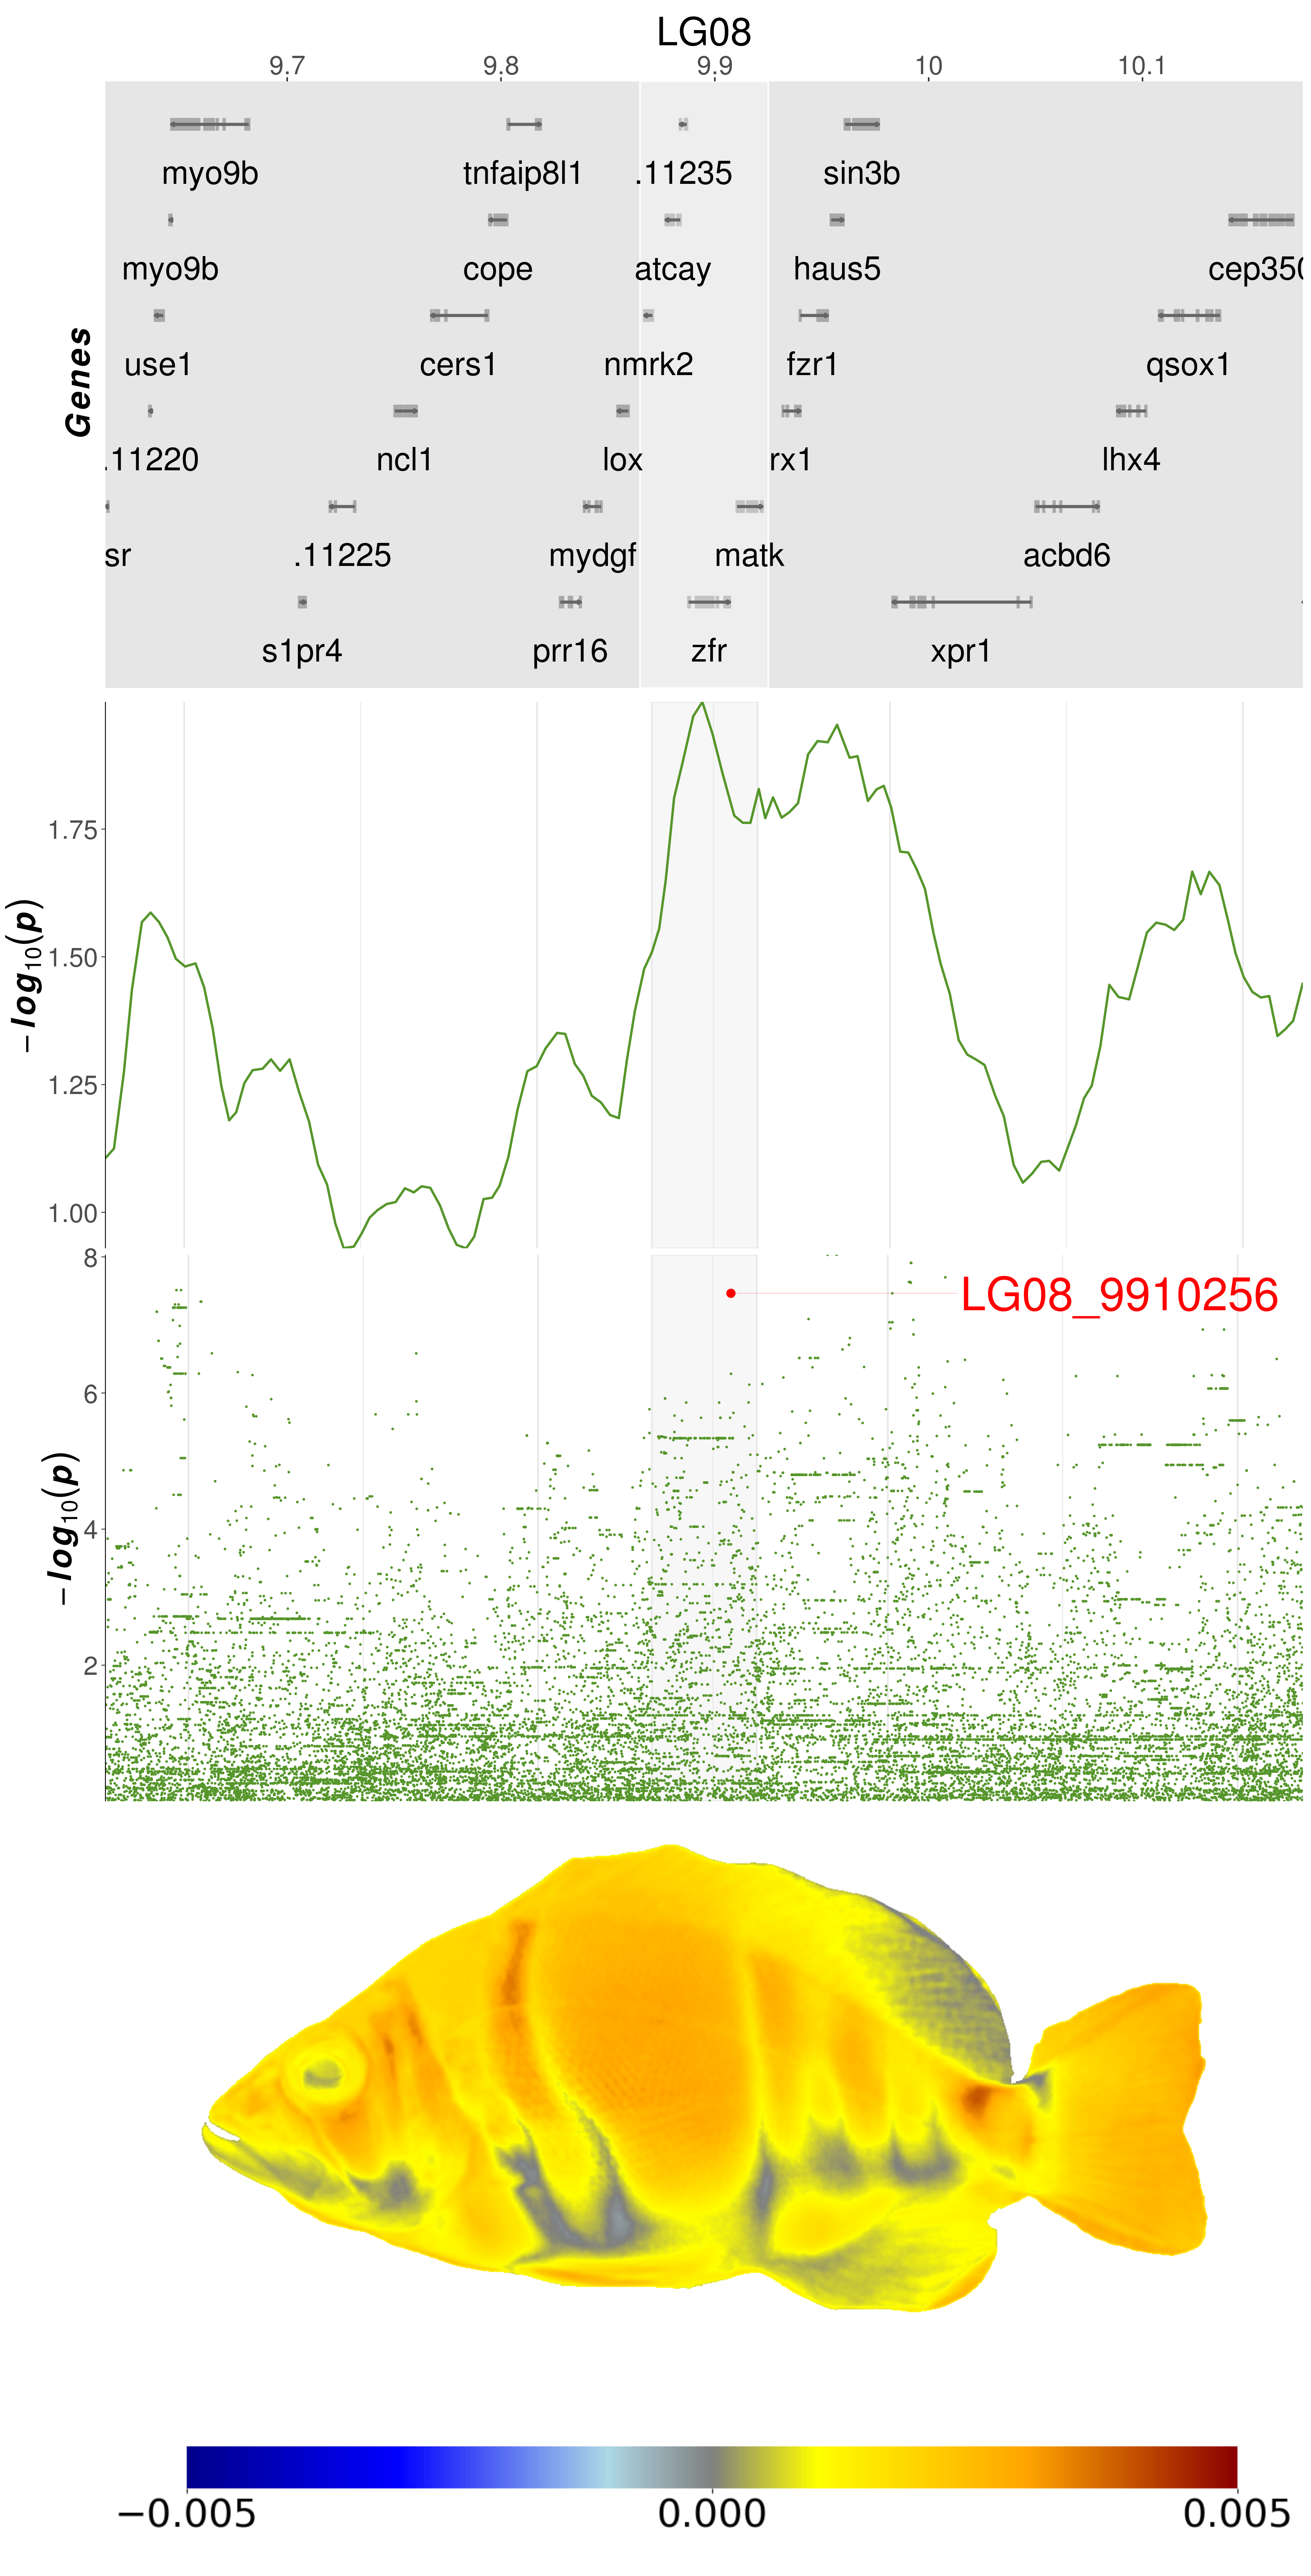 LG08
9.7 9.8 9.9 10 10.1
myo9b tnfaip8l1 .11235 sin3b
myo9b cope atcay haus5 cep350
Genes
use1 cers1 nmrk2 fzr1 qsox1
.11220 ncl1 lox rx1 lhx4
sr .11225 mydgf matk acbd6
s1pr4 prr16 zfr xpr1
−log10(p)
1.75
1.50
1.25
1.00
−log10(p)
8
6
4
2
LG08_9910256
−0.005 0.000 0.005